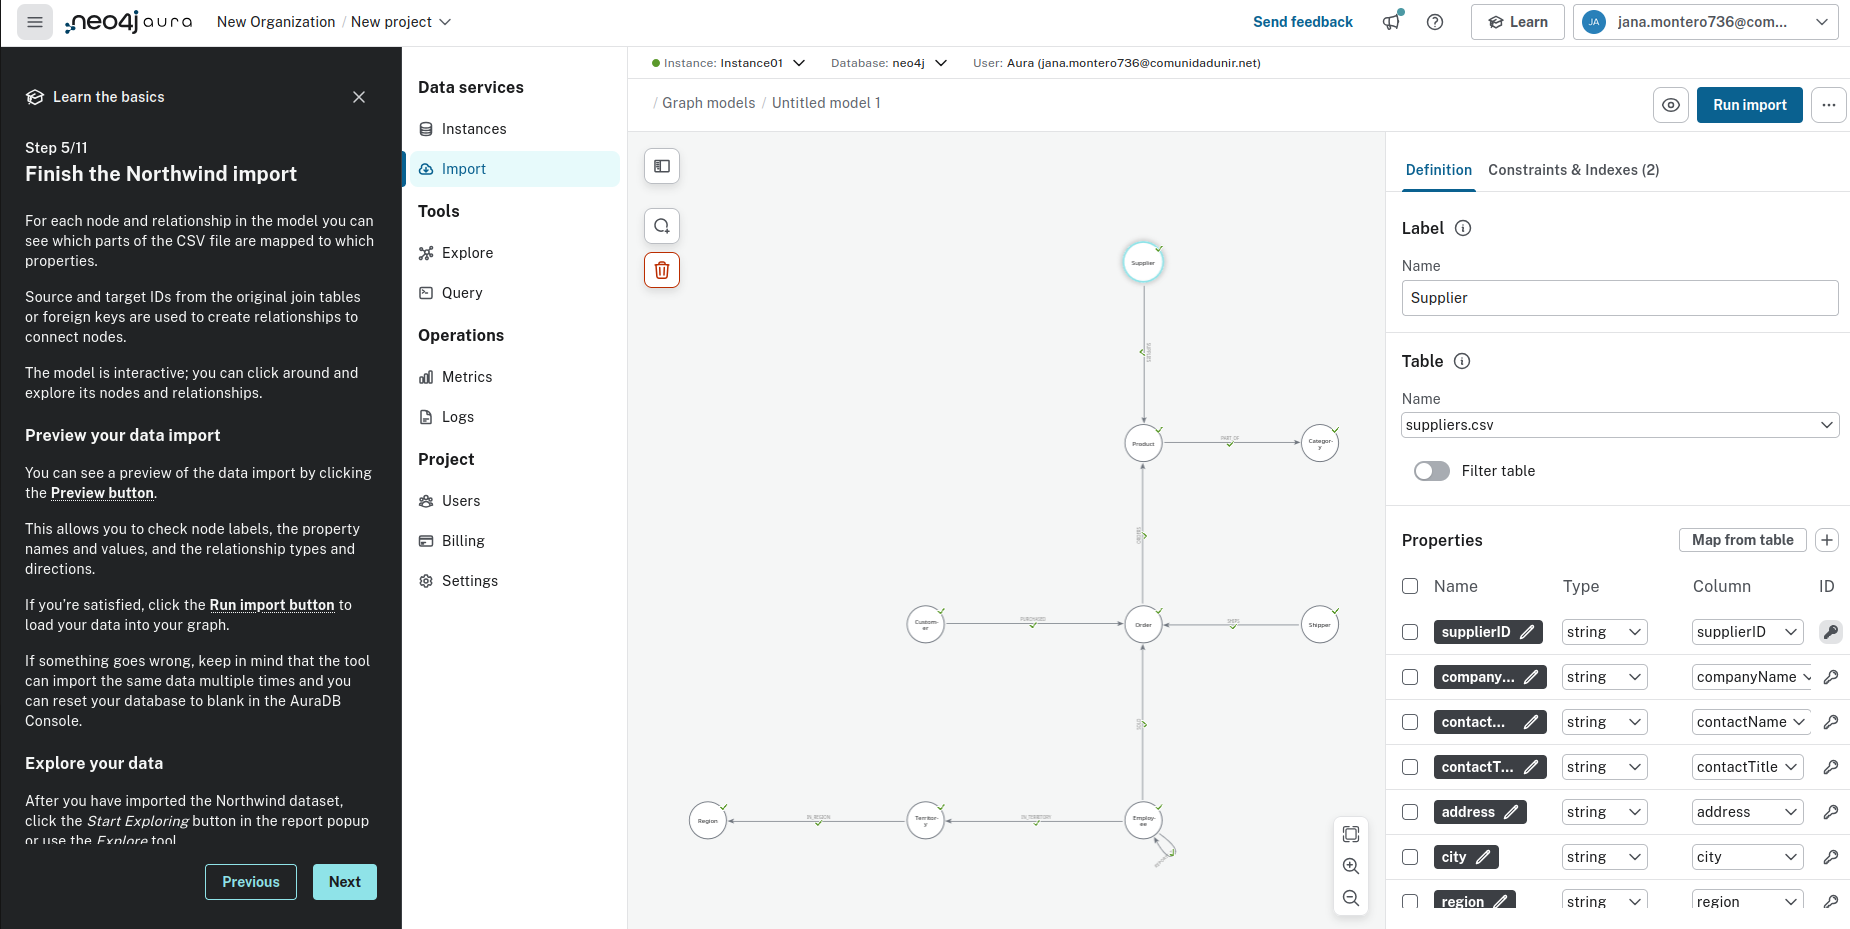 neo4j aura
New Organization / New project
Send feedback
Learn
JA
jana.montero736@com...
Learn the basics
Step 5/11
Finish the Northwind import
For each node and relationship in the model you can
see which parts of the CSV file are mapped to which
properties.
Source and target IDs from the original join tables
or foreign keys are used to create relationships to
connect nodes.
The model is interactive; you can click around and
explore its nodes and relationships.
Preview your data import
You can see a preview of the data import by clicking
the Preview button.
This allows you to check node labels, the property
names and values, and the relationship types and
directions.
If you're satisfied, click the Run import button to
load your data into your graph.
If something goes wrong, keep in mind that the tool
can import the same data multiple times and you
can reset your database to blank in the AuraDB
Console.
Explore your data
After you have imported the Northwind dataset,
click the Start Exploring button in the report popup
or use the Explore tool
Previous
Next
Data services
Instances
Import
Tools
Explore
Query
Operations
Metrics
Logs
Project
Users
Billing
Settings
Instance: Instance01
Database: neo4j
User: Aura (jana.montero736@comunidadunir.net)
/ Graph models / Untitled model 1
Run import
Supplier
Product
PART_OF
Categor-
y
Custom-
er
PURCHASED
Order
SHIPS
Shipper
Region
IN_REGION
Territor-
y
IN_TERRITORY
Employ-
ee
Definition
Constraints & Indexes (2)
Label
Name
Supplier
Table
Name
suppliers.csv
Filter table
Properties
Map from table
Name Type Column ID
supplierID string supplierID
company... string companyName
contact... string contactName
contactT... string contactTitle
address string address
city string city
region string region